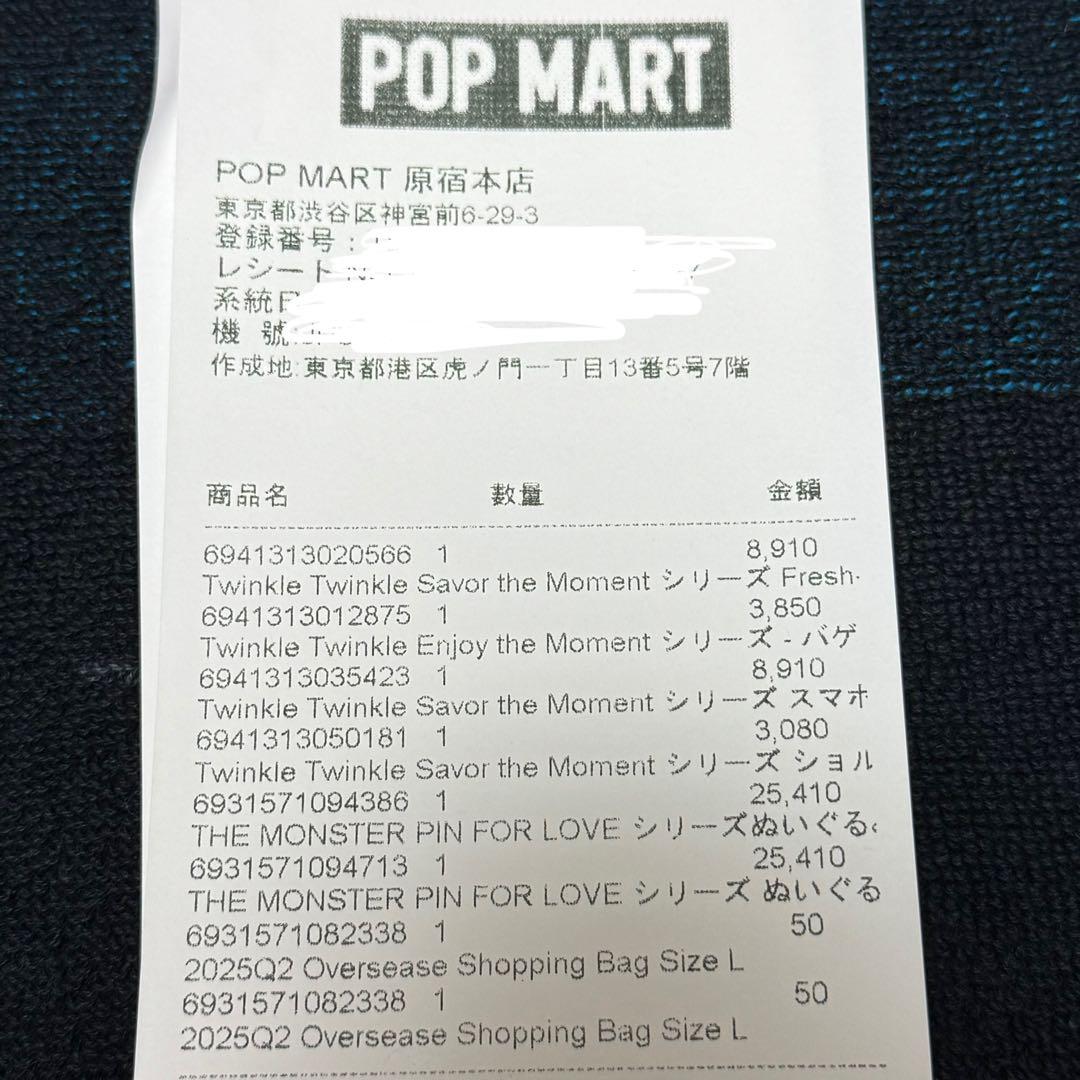 POP MART
POP MART 原宿本店
東京都渋谷区神宮前6-29-3
登録番号:
レシート
系統
機 號
作成地:東京都港区虎ノ門一丁目13番5号7階
商品名 数量 金額
6941313020566 1 8,910
Twinkle Twinkle Savor the Moment シリーズ Fresh-
6941313012875 1 3,850
Twinkle Twinkle Enjoy the Moment シリーズ - バゲ
6941313035423 1 8,910
Twinkle Twinkle Savor the Moment シリーズ スマホ
6941313050181 1 3,080
Twinkle Twinkle Savor the Moment シリーズ ショル
6931571094386 1 25,410
THE MONSTER PIN FOR LOVE シリーズぬいぐる
6931571094713 1 25,410
THE MONSTER PIN FOR LOVE シリーズ ぬいぐる
6931571082338 1 50
2025Q2 Oversease Shopping Bag Size L
6931571082338 1 50
2025Q2 Oversease Shopping Bag Size L